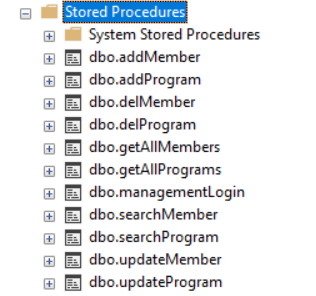 Stored Procedures
System Stored Procedures
dbo.addMember
dbo.addProgram
dbo.delMember
dbo.delProgram
dbo.getAllMembers
dbo.getAllPrograms
dbo.managementLogin
dbo.searchMember
dbo.searchProgram
dbo.updateMember
dbo.updateProgram